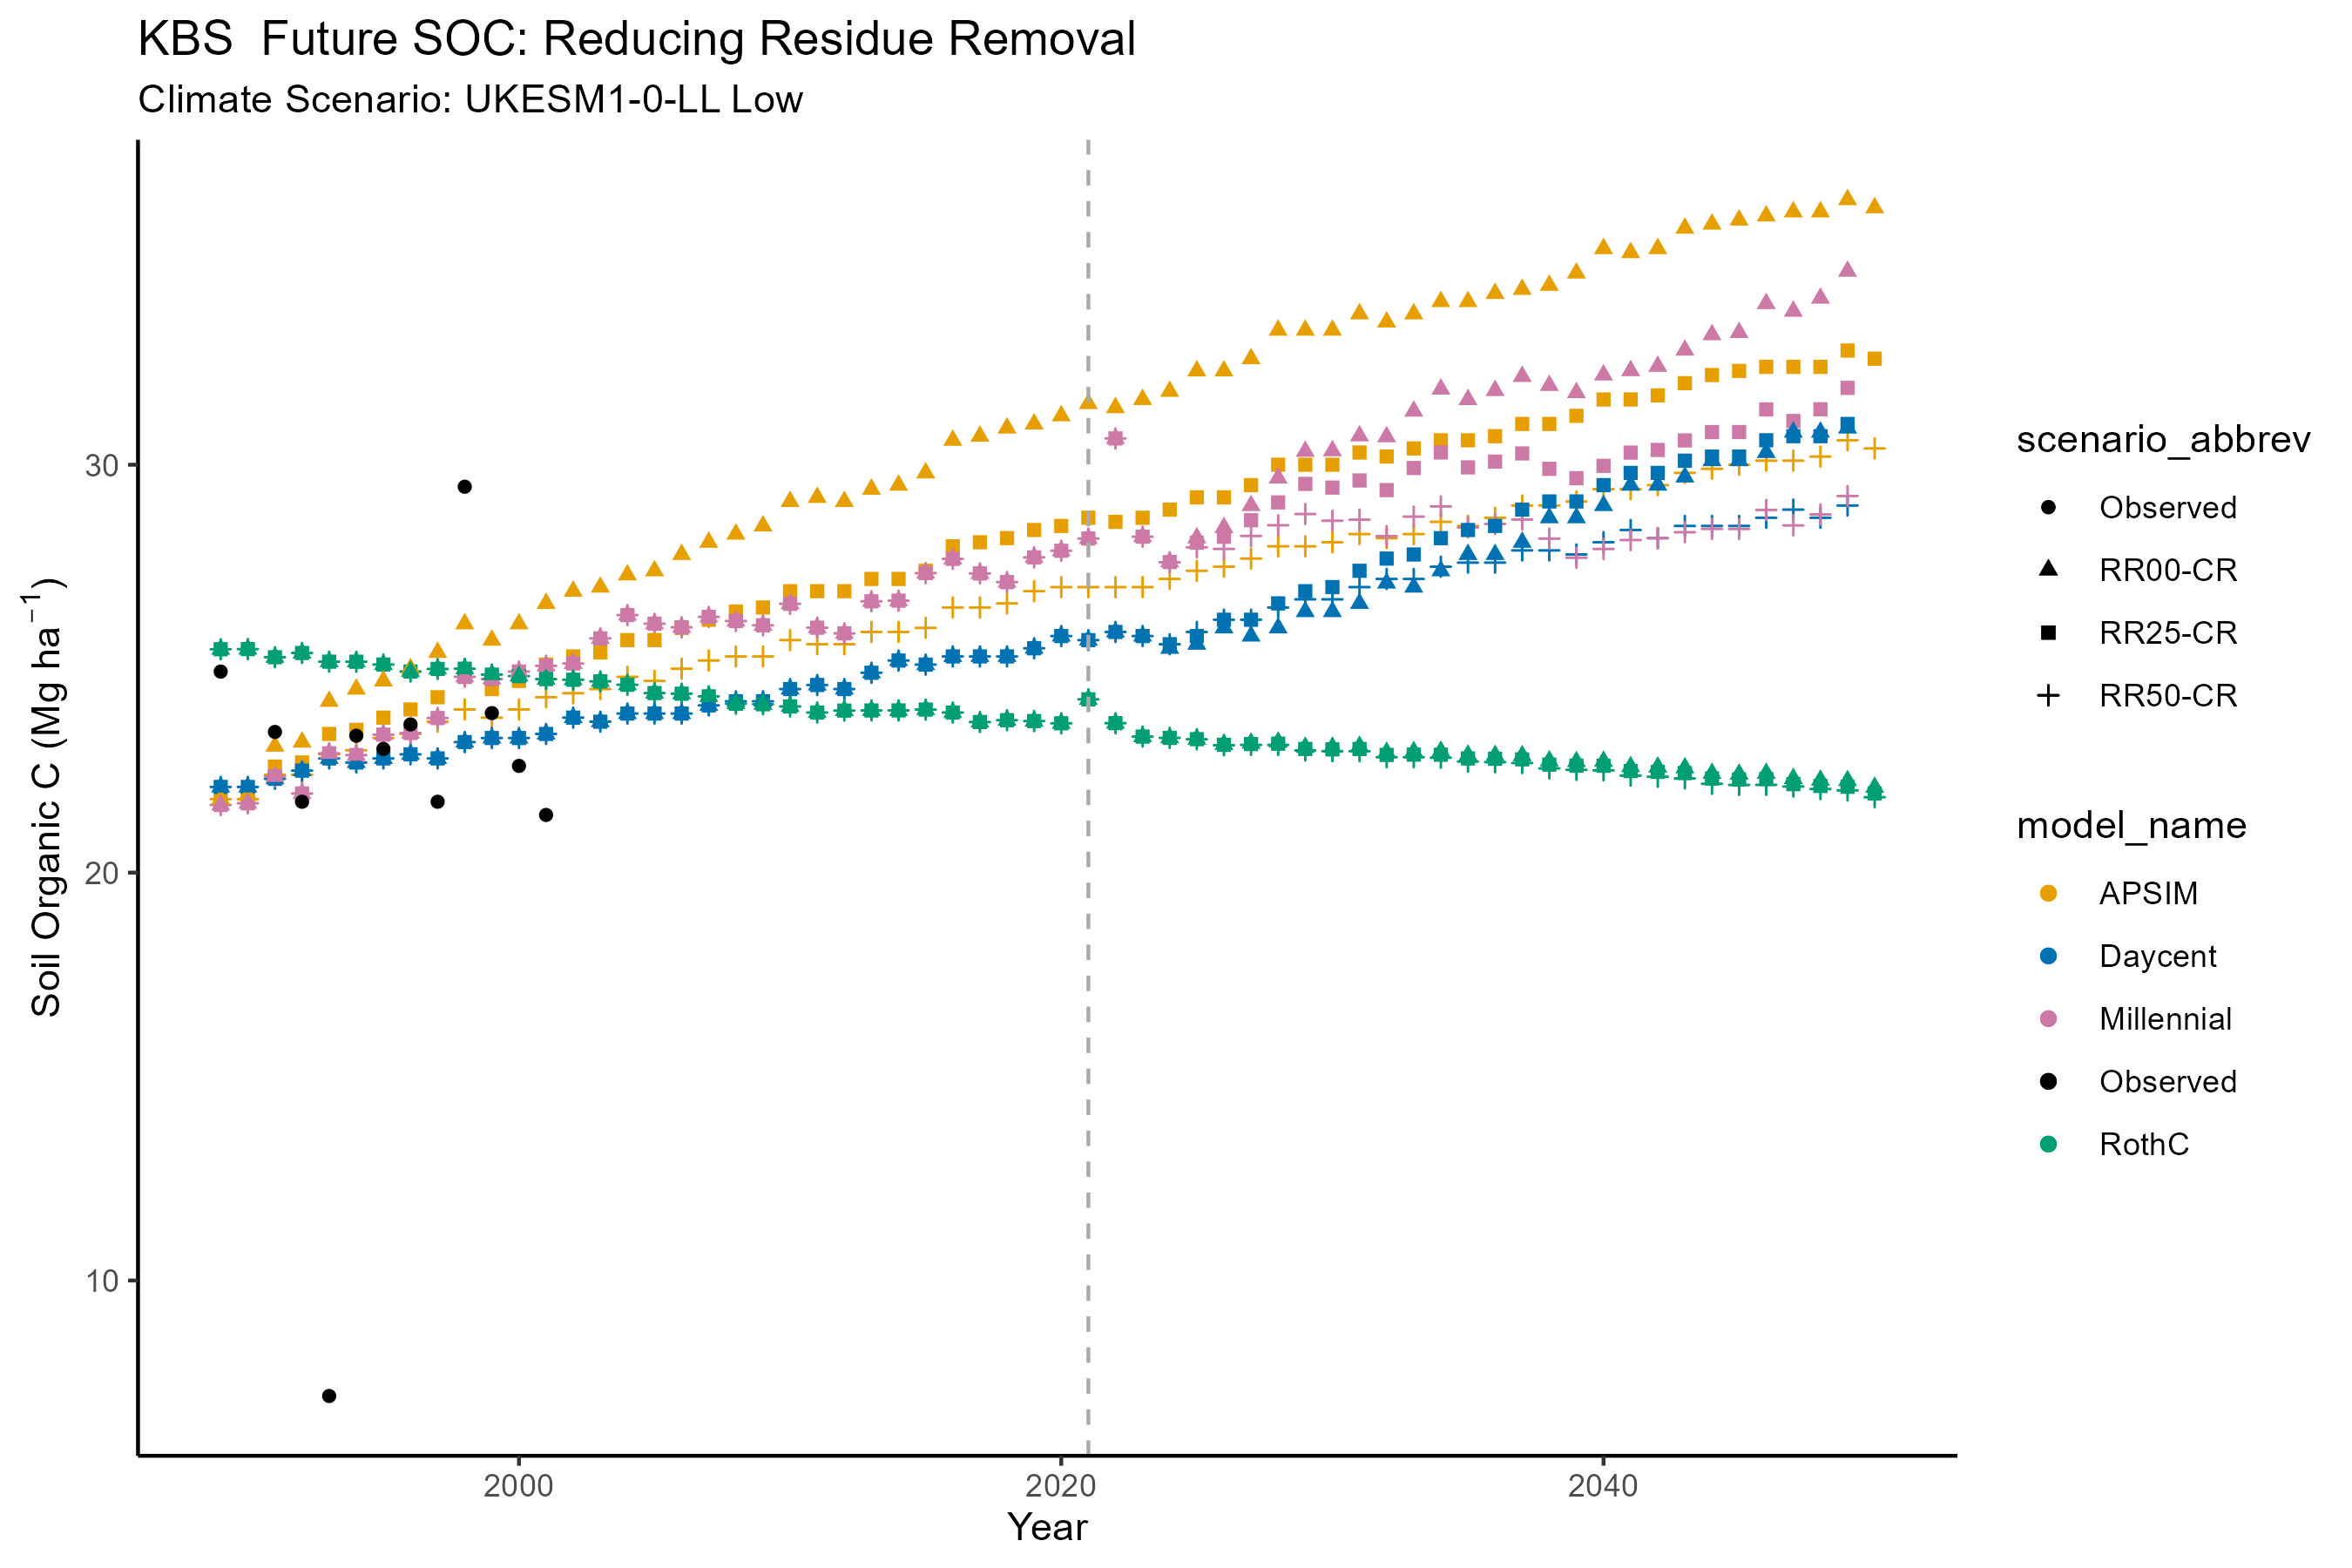 KBS  Future SOC: Reducing Residue Removal
Climate Scenario: UKESM1-0-LL Low
Soil Organic C (Mg ha⁻¹)
30
20
10
2000
2020
2040
Year
scenario_abbrev
Observed
RR00-CR
RR25-CR
RR50-CR
model_name
APSIM
Daycent
Millennial
Observed
RothC